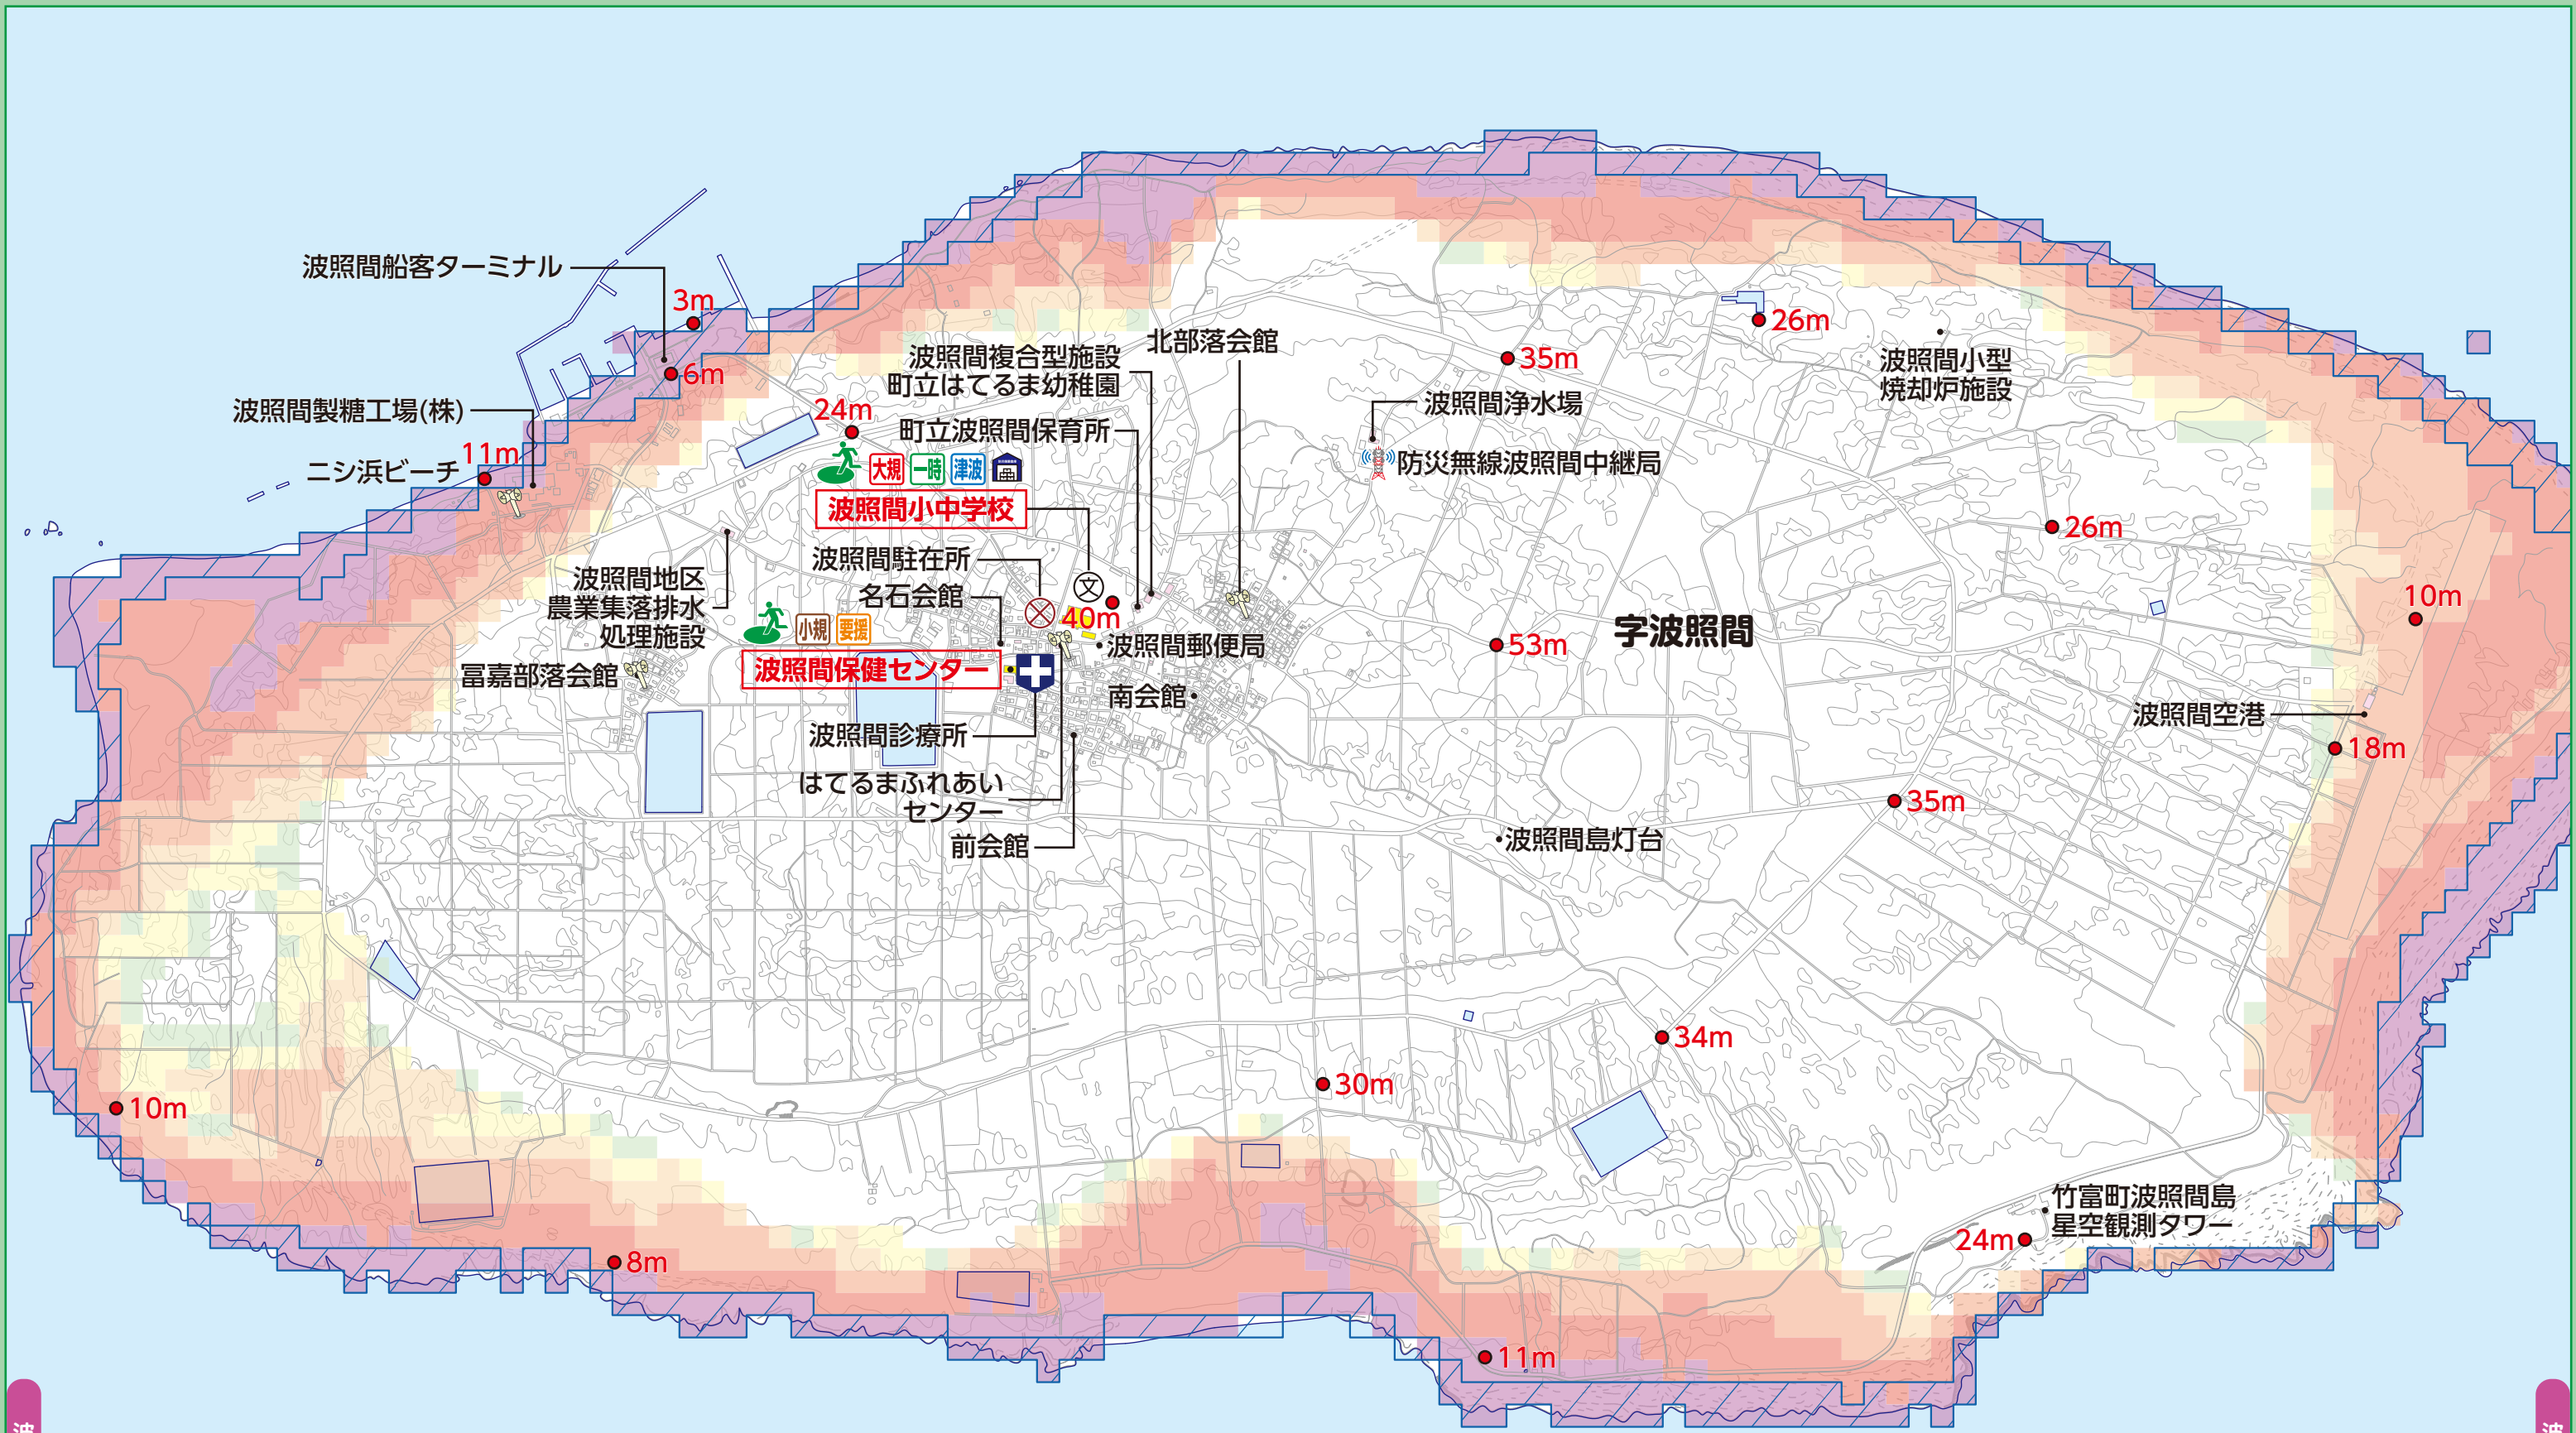 波照間船客ターミナル
3m
6m
波照間製糖工場(株)
ニシ浜ビーチ
11m
24m
大規
一時
津波
波照間小中学校
波照間複合型施設
町立はてるま幼稚園
北部落会館
町立波照間保育所
波照間浄水場
防災無線波照間中継局
35m
26m
波照間小型
焼却炉施設
26m
10m
波照間駐在所
文
名石会館
40m
波照間地区
農業集落排水
処理施設
小規
要援
波照間保健センター
冨嘉部落会館
波照間郵便局
南会館
53m
字波照間
波照間空港
18m
波照間診療所
はてるまふれあい
センター
前会館
35m
波照間島灯台
34m
30m
10m
8m
竹富町波照間島
星空観測タワー
24m
11m
波
波